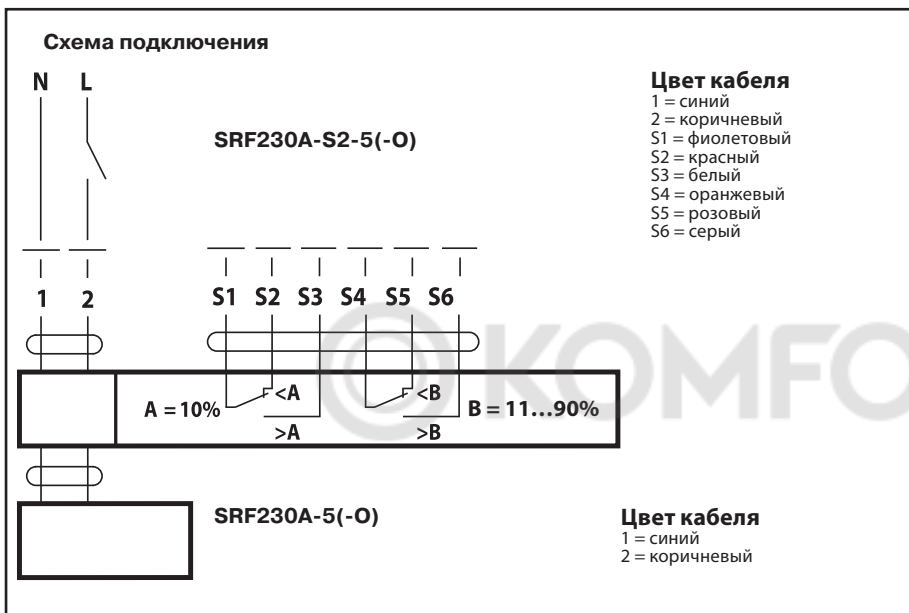 Схема подключения
N L
SRF230A-S2-5(-O)
Цвет кабеля
1 = синий
2 = коричневый
S1 = фиолетовый
S2 = красный
S3 = белый
S4 = оранжевый
S5 = розовый
S6 = серый
1 2 S1 S2 S3 S4 S5 S6
© KOMFO
A = 10% <A <B B = 11...90%
>A >B
SRF230A-5(-O)
Цвет кабеля
1 = синий
2 = коричневый